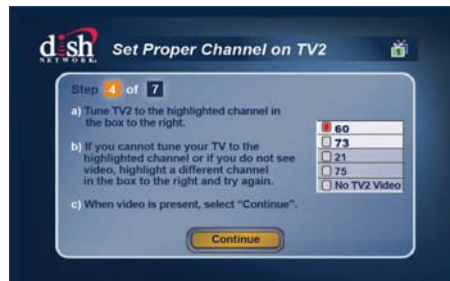 dish
NETWORK.
Set Proper Channel on TV2
1
Step 4 of 7
a) Tune TV2 to the highlighted channel in
the box to the right.
b) If you cannot tune your TV to the
highlighted channel or if you do not see
video, highlight a different channel
in the box to the right and try again.
c) When video is present, select “Continue”.
60
73
21
75
No TV2 Video
Continue